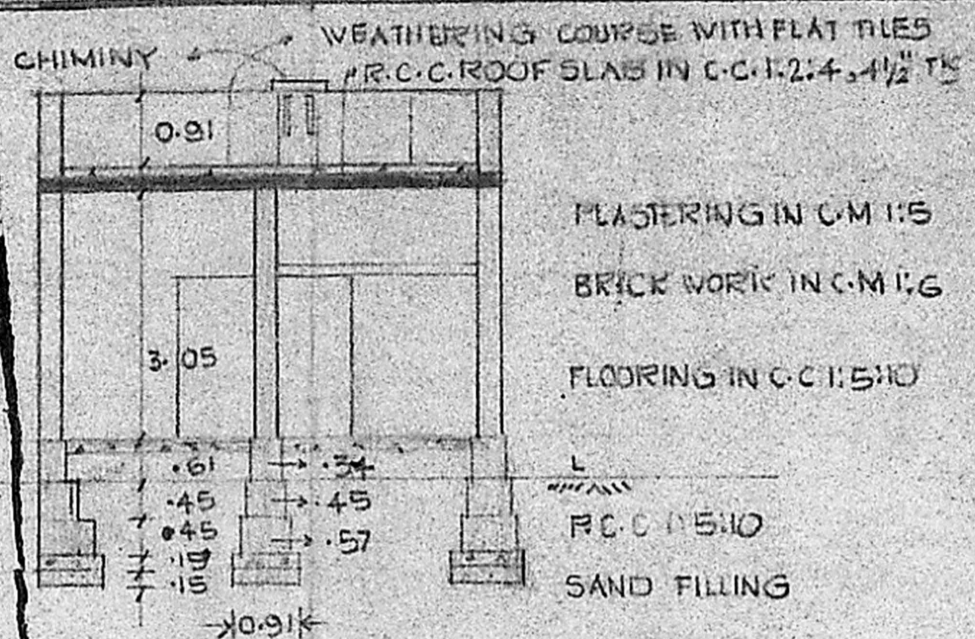 WEATHERING COURSE WITH FLAT TILES
CHIMINY
R.C.C. ROOF SLAB IN C.C. 1:2:4, 4½" TK
0.91
PLASTERING IN C.M 1:5
BRICK WORK IN C.M 1:6
3.05
FLOORING IN C.C 1:5:10
.61
.45 .45
0.45 .57
P.C.C 1:5:10
.15
.15
SAND FILLING
0.91